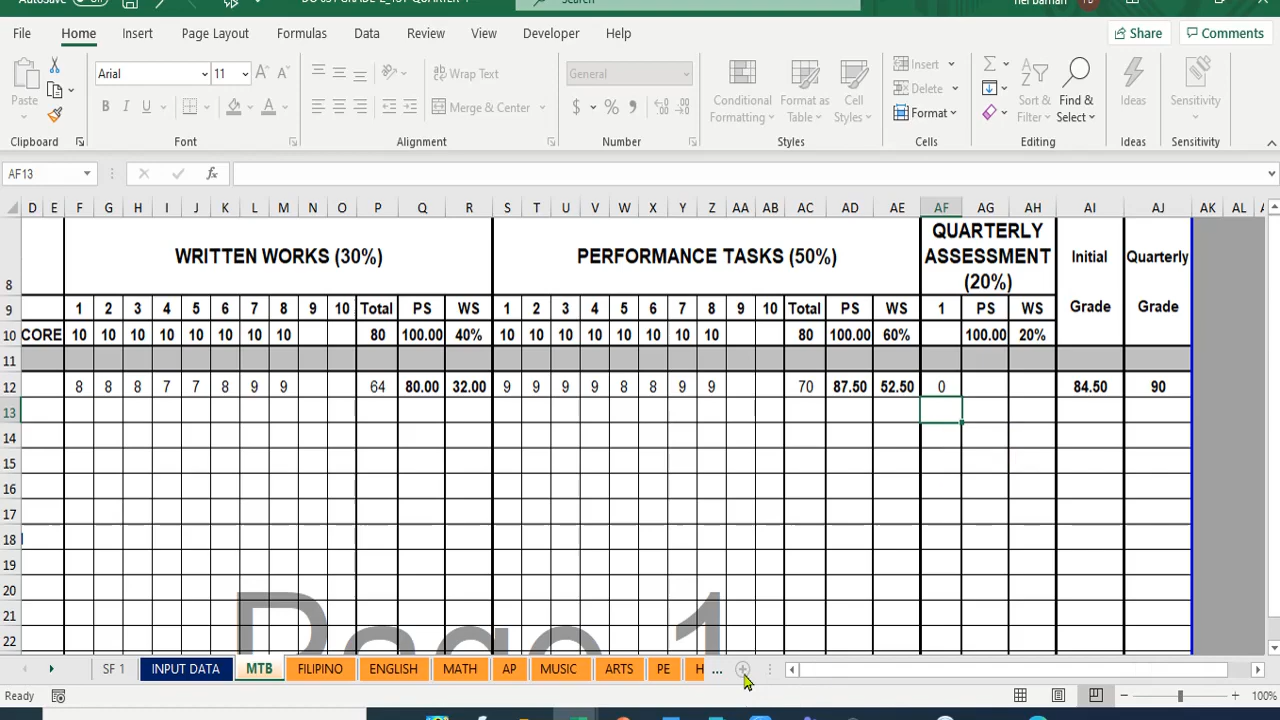 File Home Insert Page Layout Formulas Data Review View Developer Help Share Comments
Arial 11 Wrap Text General Insert
Paste B I U Merge & Center $ % Conditional Formatting Format as Table Cell Styles Delete Format Sort & Filter Find & Select Ideas Sensitivity
Clipboard Font Alignment Number Styles Cells Editing Ideas Sensitivity
AF13 fx
D E F G H I J K L M N O P Q R S T U V W X Y Z AA AB AC AD AE AF AG AH AI AJ AK AL
8 WRITTEN WORKS (30%) PERFORMANCE TASKS (50%) QUARTERLY ASSESSMENT (20%) Initial Grade Quarterly Grade
9 1 2 3 4 5 6 7 8 9 10 Total PS WS 1 2 3 4 5 6 7 8 9 10 Total PS WS 1 PS WS
10 CORE 10 10 10 10 10 10 10 10 80 100.00 40% 10 10 10 10 10 10 10 10 80 100.00 60% 100.00 20%
11
12 8 8 8 7 7 8 9 9 64 80.00 32.00 9 9 9 9 8 8 9 9 70 87.50 52.50 0 84.50 90
13
14
15
16
17
18
19
20
21
22
Page 1
SF 1 INPUT DATA MTB FILIPINO ENGLISH MATH AP MUSIC ARTS PE H ...
Ready 100%